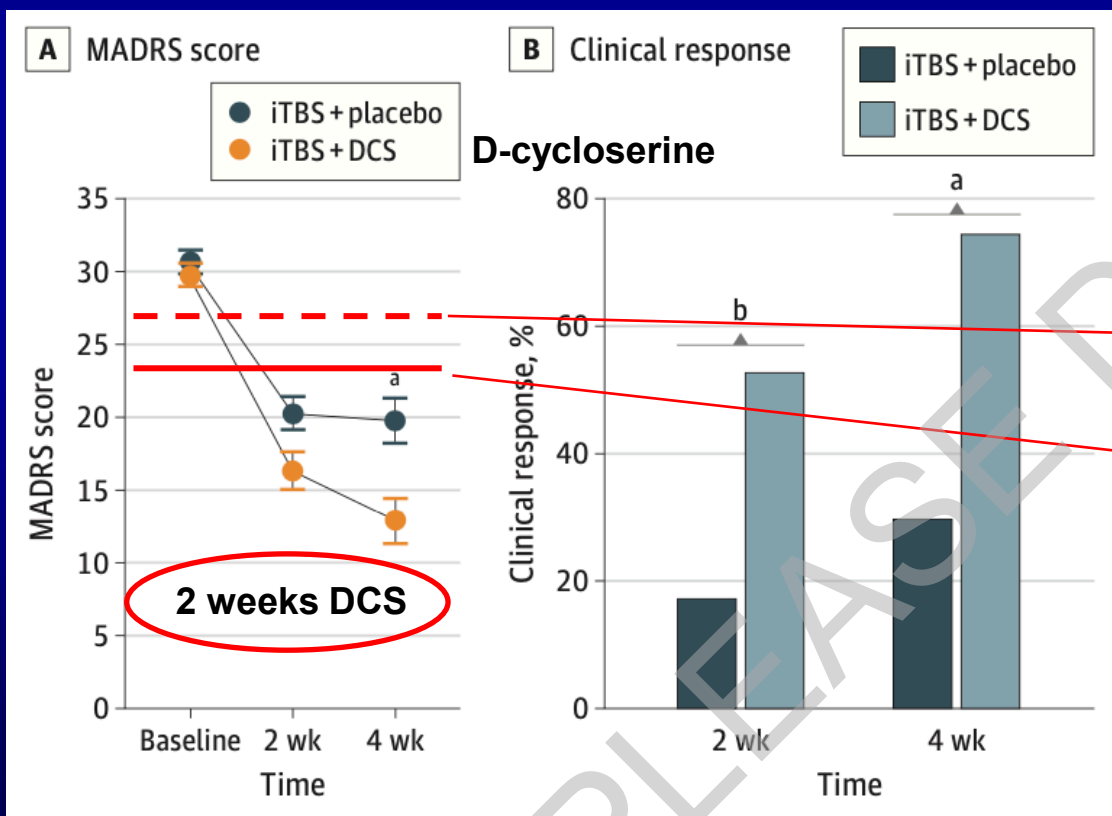 A MADRS score
iTBS + placebo
iTBS + DCS
D-cycloserine
35
30
25
20
15
10
5
0
MADRS score
a
2 weeks DCS
Baseline 2 wk 4 wk
Time
B Clinical response
iTBS + placebo
iTBS + DCS
80
60
40
20
0
Clinical response, %
b
a
2 wk 4 wk
Time
PLEASE D